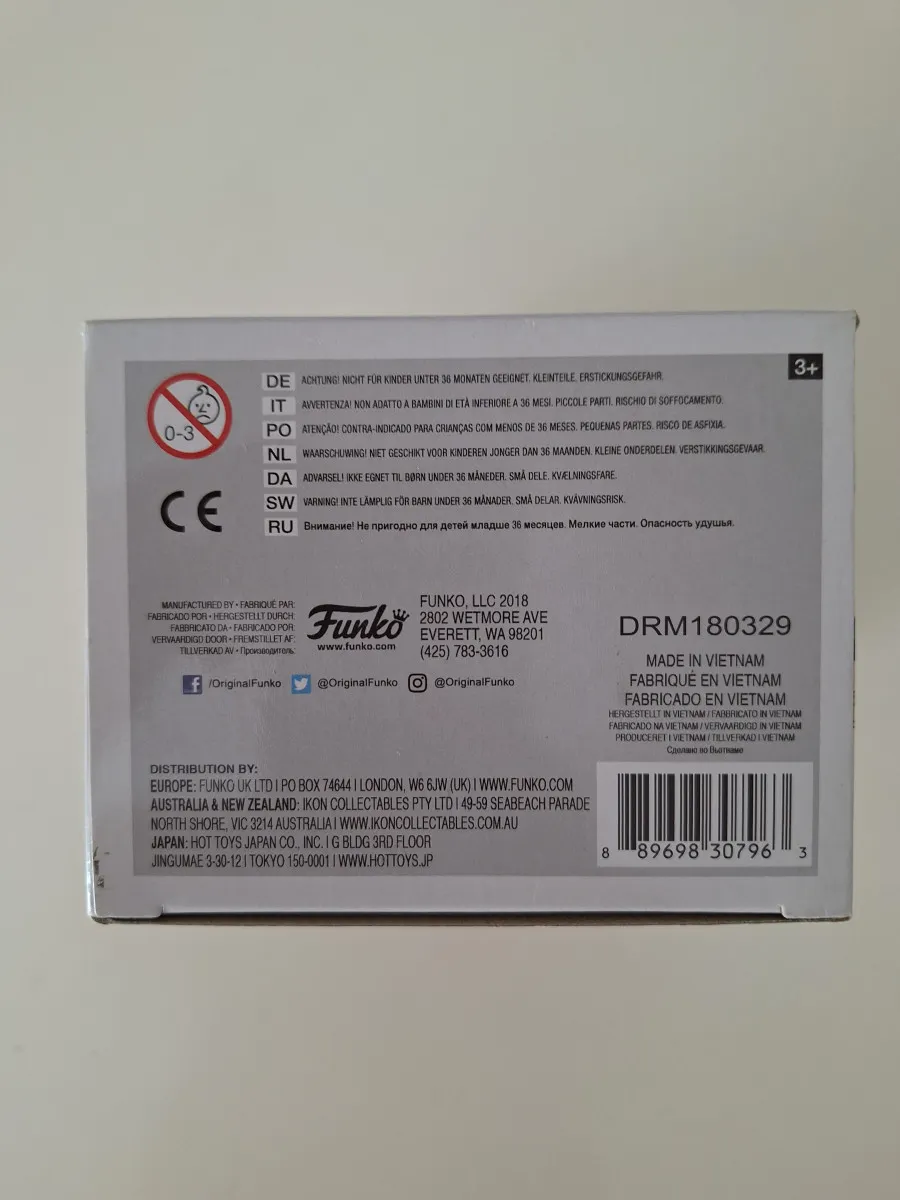 3+
0-3
DE ACHTUNG! NICHT FÜR KINDER UNTER 36 MONATEN GEEIGNET. KLEINTEILE. ERSTICKUNGSGEFAHR.
IT AVVERTENZA! NON ADATTO A BAMBINI DI ETÀ INFERIORE A 36 MESI. PICCOLE PARTI. RISCHIO DI SOFFOCAMENTO.
PO ATENÇÃO! CONTRA-INDICADO PARA CRIANÇAS COM MENOS DE 36 MESES. PEQUENAS PARTES. RISCO DE ASFIXIA.
NL WAARSCHUWING! NIET GESCHIKT VOOR KINDEREN JONGER DAN 36 MAANDEN. KLEINE ONDERDELEN. VERSTIKKINGSGEVAAR.
DA ADVARSEL! IKKE EGNET TIL BØRN UNDER 36 MÅNEDER. SMÅ DELE. KVÆLNINGSFARE.
SW VARNING! INTE LÄMPLIG FÖR BARN UNDER 36 MÅNADER. SMÅ DELAR. KVÄVNINGSRISK.
RU Внимание! Не пригодно для детей младше 36 месяцев. Мелкие части. Опасность удушья.
CE
MANUFACTURED BY • FABRIQUÉ PAR:
FABRICADO POR • HERGESTELLT DURCH:
FABBRICATO DA • FABRICADO POR:
VERVAARDIGD DOOR • FREMSTILLET AF:
TILLVERKAD AV • Производитель:
Funko
www.funko.com
FUNKO, LLC 2018
2802 WETMORE AVE
EVERETT, WA 98201
(425) 783-3616
/OriginalFunko @OriginalFunko @OriginalFunko
DRM180329
MADE IN VIETNAM
FABRIQUÉ EN VIETNAM
FABRICADO EN VIETNAM
HERGESTELLT IN VIETNAM / FABBRICATO IN VIETNAM
FABRICADO NA VIETNAM / VERVAARDIGD IN VIETNAM
PRODUCERET I VIETNAM / TILLVERKAD I VIETNAM
Сделано во Вьетнаме
DISTRIBUTION BY:
EUROPE: FUNKO UK LTD | PO BOX 74644 | LONDON, W6 6JW (UK) | WWW.FUNKO.COM
AUSTRALIA & NEW ZEALAND: IKON COLLECTABLES PTY LTD | 49-59 SEABEACH PARADE
NORTH SHORE, VIC 3214 AUSTRALIA | WWW.IKONCOLLECTABLES.COM.AU
JAPAN: HOT TOYS JAPAN CO., INC. | G BLDG 3RD FLOOR
JINGUMAE 3-30-12 | TOKYO 150-0001 | WWW.HOTTOYS.JP
8 89698 30796 3